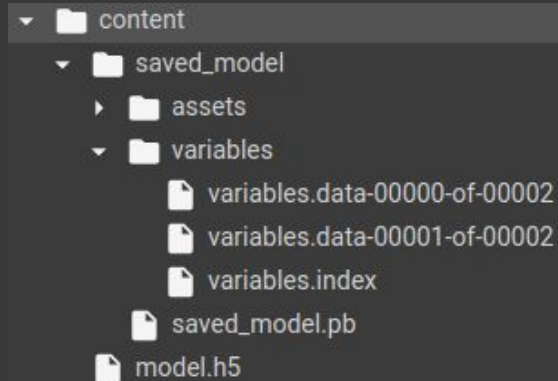 content
saved_model
assets
variables
variables.data-00000-of-00002
variables.data-00001-of-00002
variables.index
saved_model.pb
model.h5